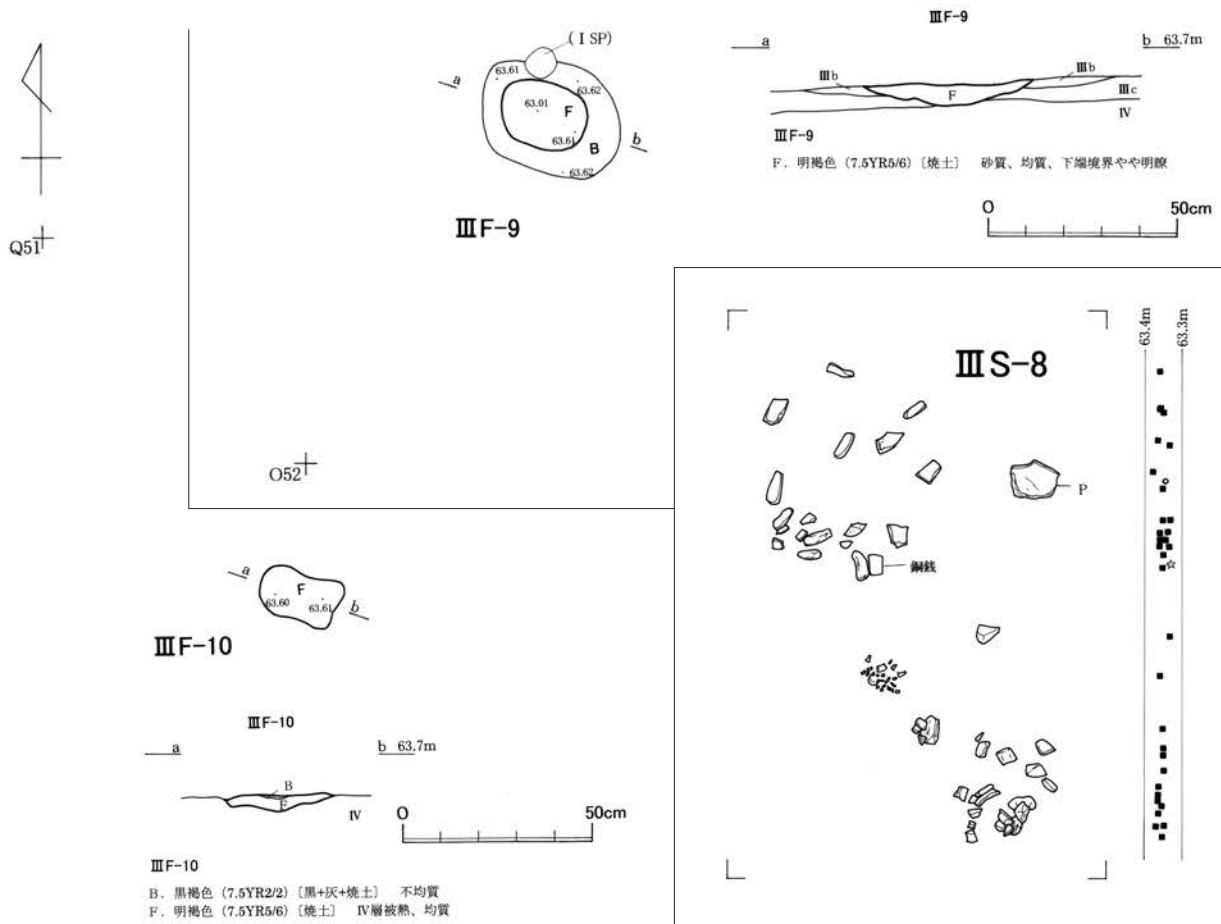 ⅢF-9
a
b 63.7m
Ⅲb
Ⅲb
F
Ⅲc
Ⅳ
ⅢF-9
F．明褐色（7.5YR5/6）〔焼土〕 砂質、均質、下端境界やや明瞭
0 50cm
(ⅠSP)
63.61
a
63.62
63.01
F
63.61
b
B
63.62
ⅢF-9
Q51
O52
ⅢS-8
63.4m
63.3m
P
銅銭
a
F
63.60
63.61
b
ⅢF-10
ⅢF-10
a
b 63.7m
B
F
Ⅳ
0 50cm
ⅢF-10
B．黒褐色（7.5YR2/2）〔黒+灰+焼土〕 不均質
F．明褐色（7.5YR5/6）〔焼土〕 Ⅳ層被熱、均質